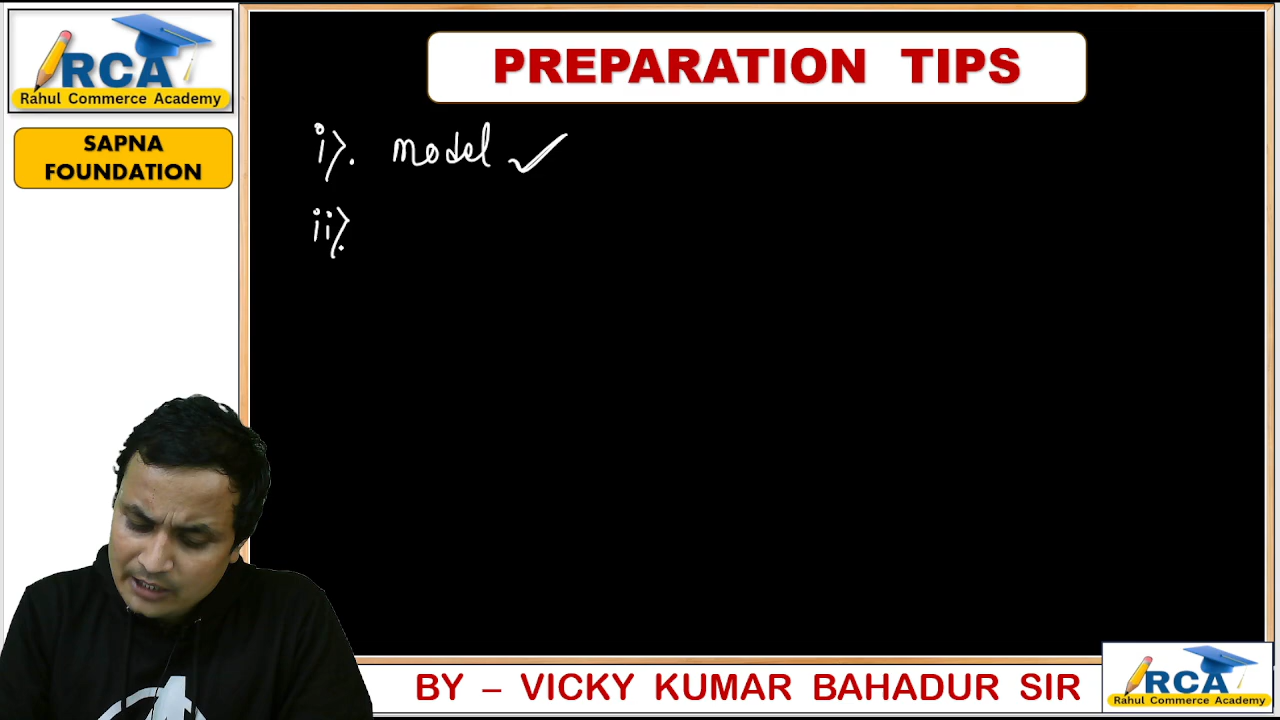 RCA
Rahul Commerce Academy
SAPNA
FOUNDATION
PREPARATION TIPS
i). model ✓
ii).
BY – VICKY KUMAR BAHADUR SIR
RCA
Rahul Commerce Academy